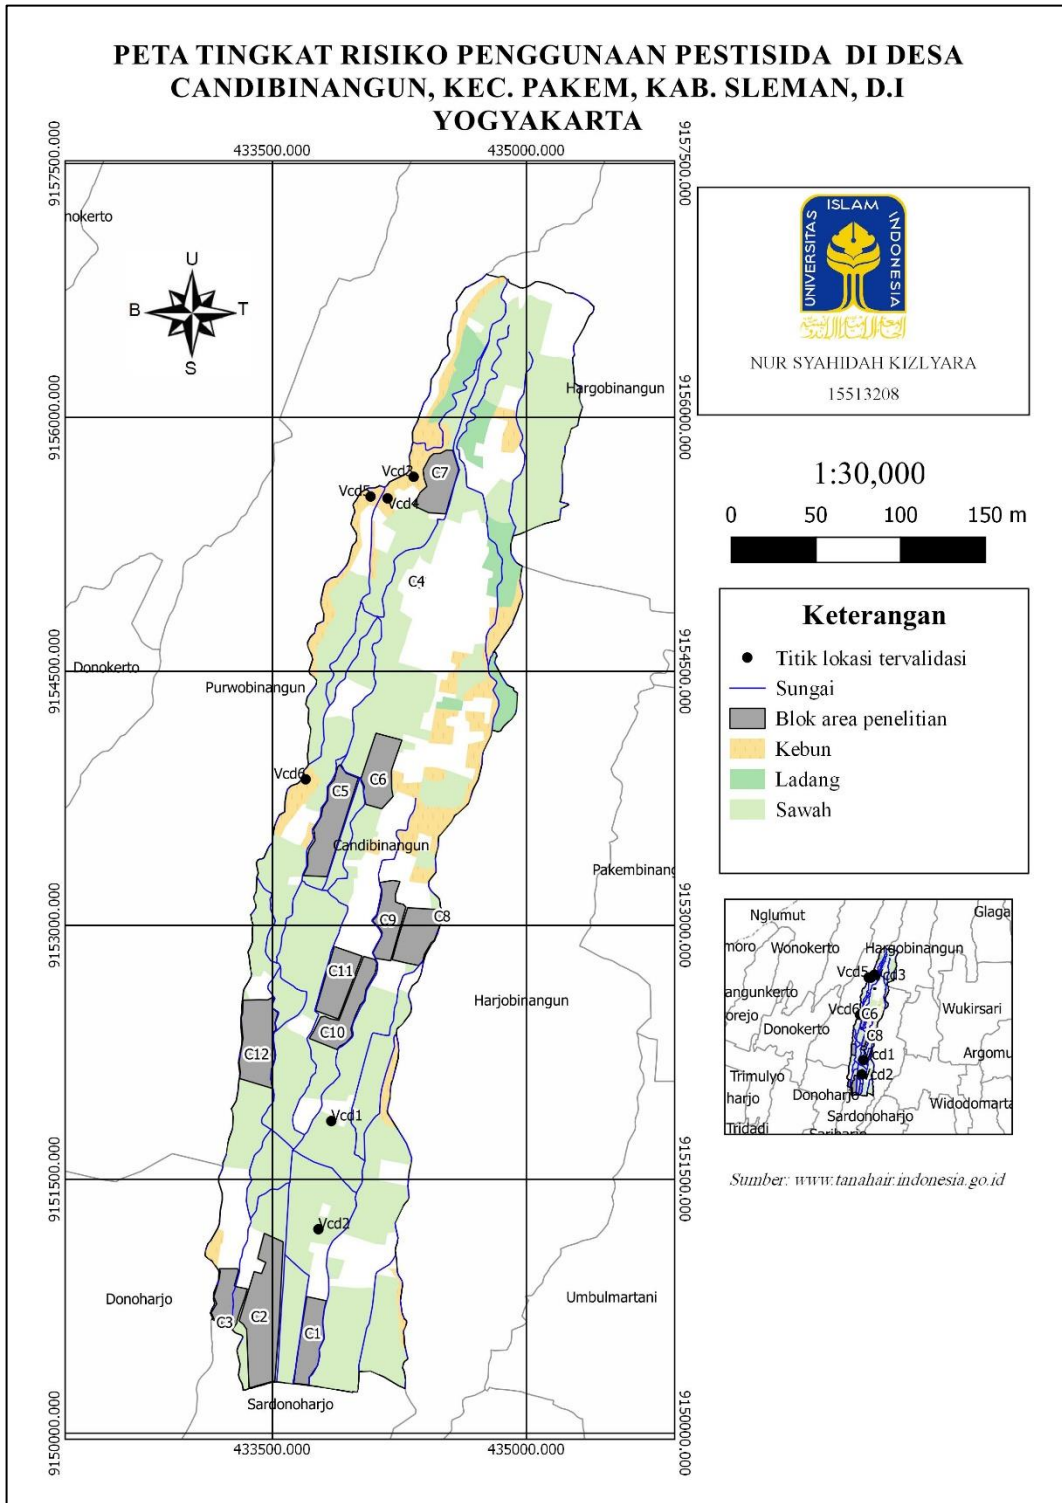 PETA TINGKAT RISIKO PENGGUNAAN PESTISIDA DI DESA
CANDIBINANGUN, KEC. PAKEM, KAB. SLEMAN, D.I
YOGYAKARTA
433500.000
435000.000
9157500.000
9157500.000
nokerto
U
B
T
S
Hargobinangun
9156000.000
9156000.000
Vcd3
C7
Vcd5
Vcd4
C4
9154500.000
9154500.000
Donokerto
Purwobinangun
Vcd6
C6
C5
Candibinangun
Pakembinang
9153000.000
9153000.000
C9
C8
C11
Harjobinangun
C10
C12
Vcd1
9151500.000
9151500.000
Vcd2
Donoharjo
Umbulmartani
C3
C2
C1
Sardonoharjo
9150000.000
9150000.000
433500.000
435000.000
UNIVERSITAS
ISLAM
INDONESIA
NUR SYAHIDAH KIZLYARA
15513208
1:30,000
0 50 100 150 m
Keterangan
Titik lokasi tervalidasi
Sungai
Blok area penelitian
Kebun
Ladang
Sawah
Nglumut
Glaga
moro
Wonokerto
Hargobinangun
Vcd5
cd3
angunkerto
Vcd6
C6
Wukirsari
orejo
Donokerto
C8
Vcd1
Argomu
Trimulyo
Vcd2
harjo
Donoharjo
Widodomarta
Sardonoharjo
Tridadi
Sariharjo
Sumber: www.tanahair.indonesia.go.id